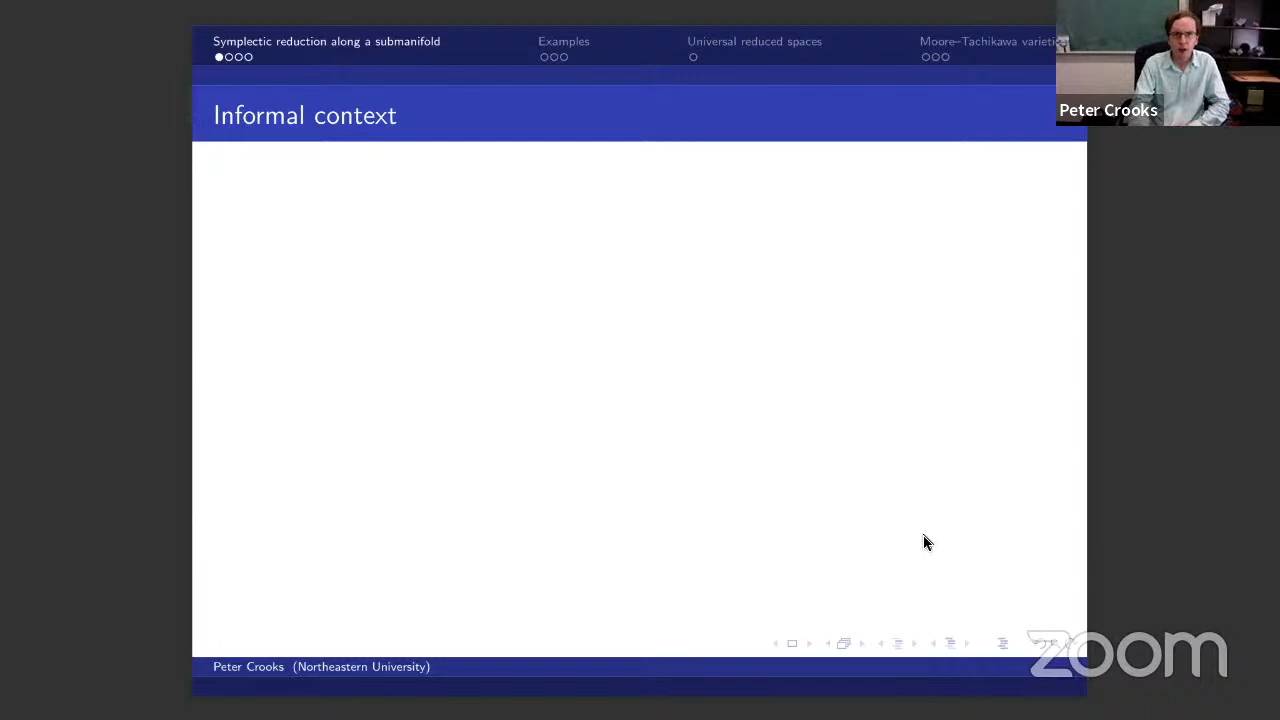 Symplectic reduction along a submanifold
Examples
Universal reduced spaces
Moore–Tachikawa varieties
Peter Crooks
Informal context
Peter Crooks (Northeastern University)
zoom